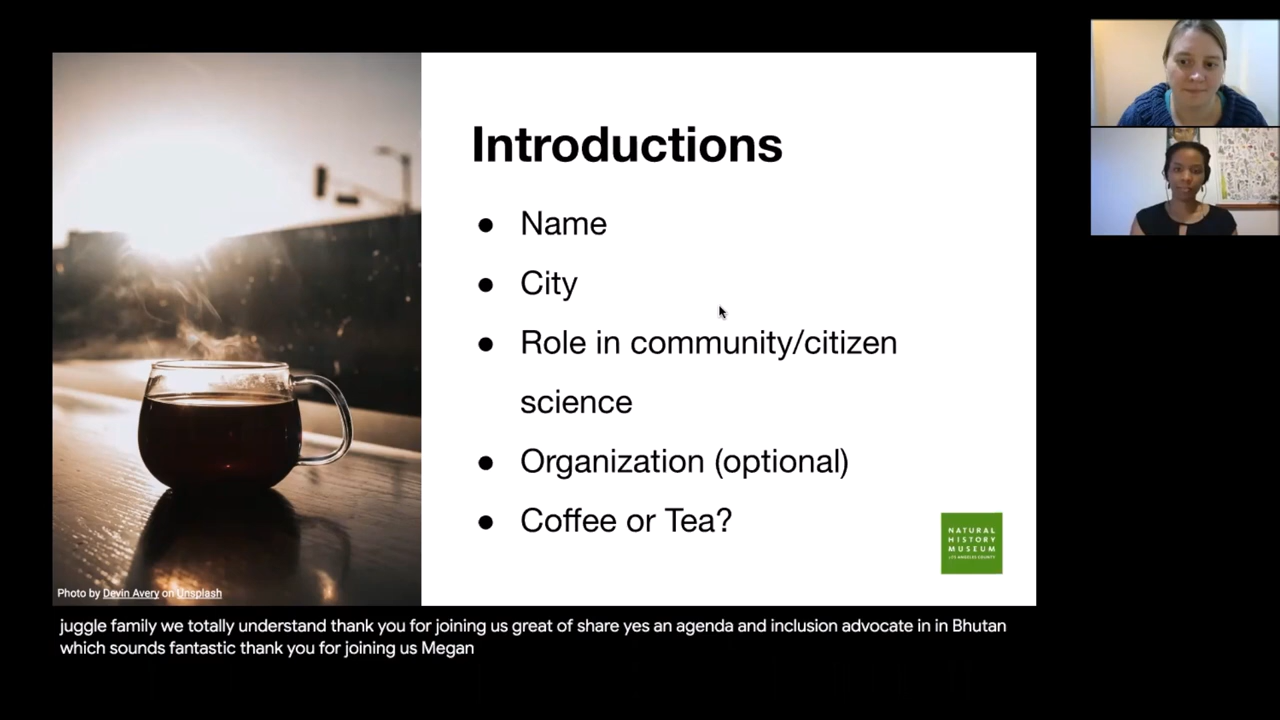 Introductions
● Name
● City
● Role in community/citizen
science
● Organization (optional)
● Coffee or Tea?
NATURAL
HISTORY
MUSEUM
LOS ANGELES COUNTY
Photo by Devin Avery on Unsplash
juggle family we totally understand thank you for joining us great of share yes an agenda and inclusion advocate in in Bhutan
which sounds fantastic thank you for joining us Megan